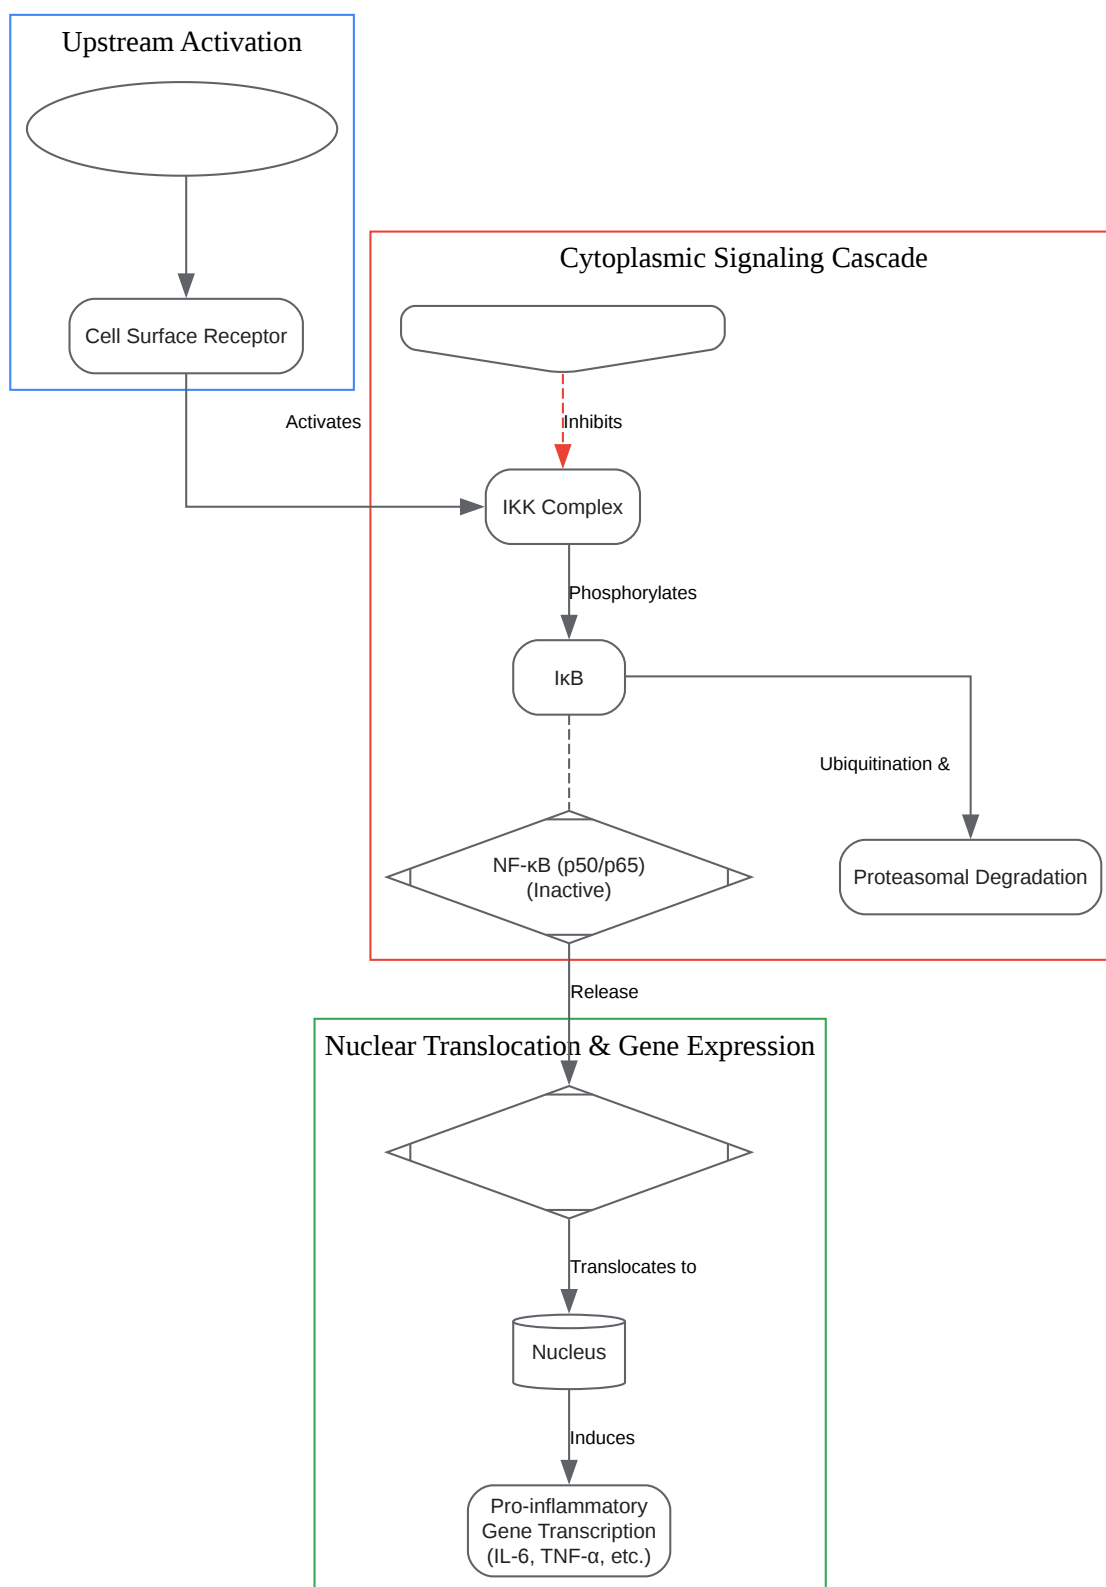 Upstream Activation
Cell Surface Receptor
Activates
Cytoplasmic Signaling Cascade
Inhibits
IKK Complex
Phosphorylates
IκB
Ubiquitination &
NF-κB (p50/p65)
(Inactive)
Proteasomal Degradation
Release
Nuclear Translocation & Gene Expression
Translocates to
Nucleus
Induces
Pro-inflammatory
Gene Transcription
(IL-6, TNF-α, etc.)